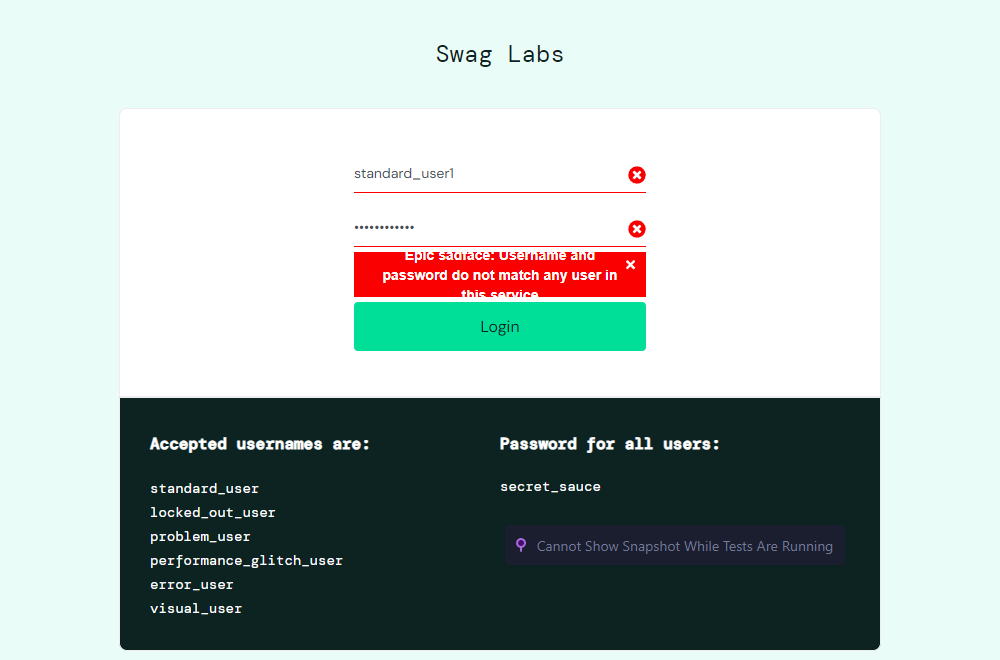 Swag Labs
standard_user1
••••••••••••
Epic sadface: Username and
password do not match any user in
this service
Login
Accepted usernames are:
standard_user
locked_out_user
problem_user
performance_glitch_user
error_user
visual_user
Password for all users:
secret_sauce
Cannot Show Snapshot While Tests Are Running